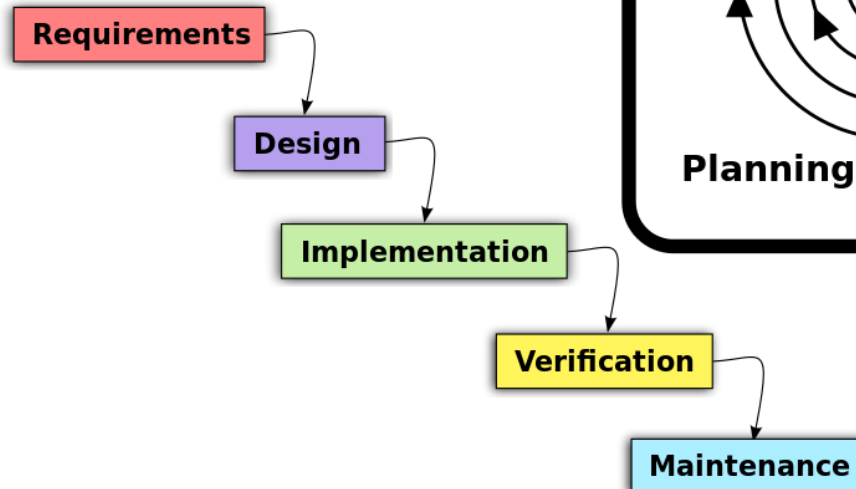 Requirements
Design
Planning
Implementation
Verification
Maintenance